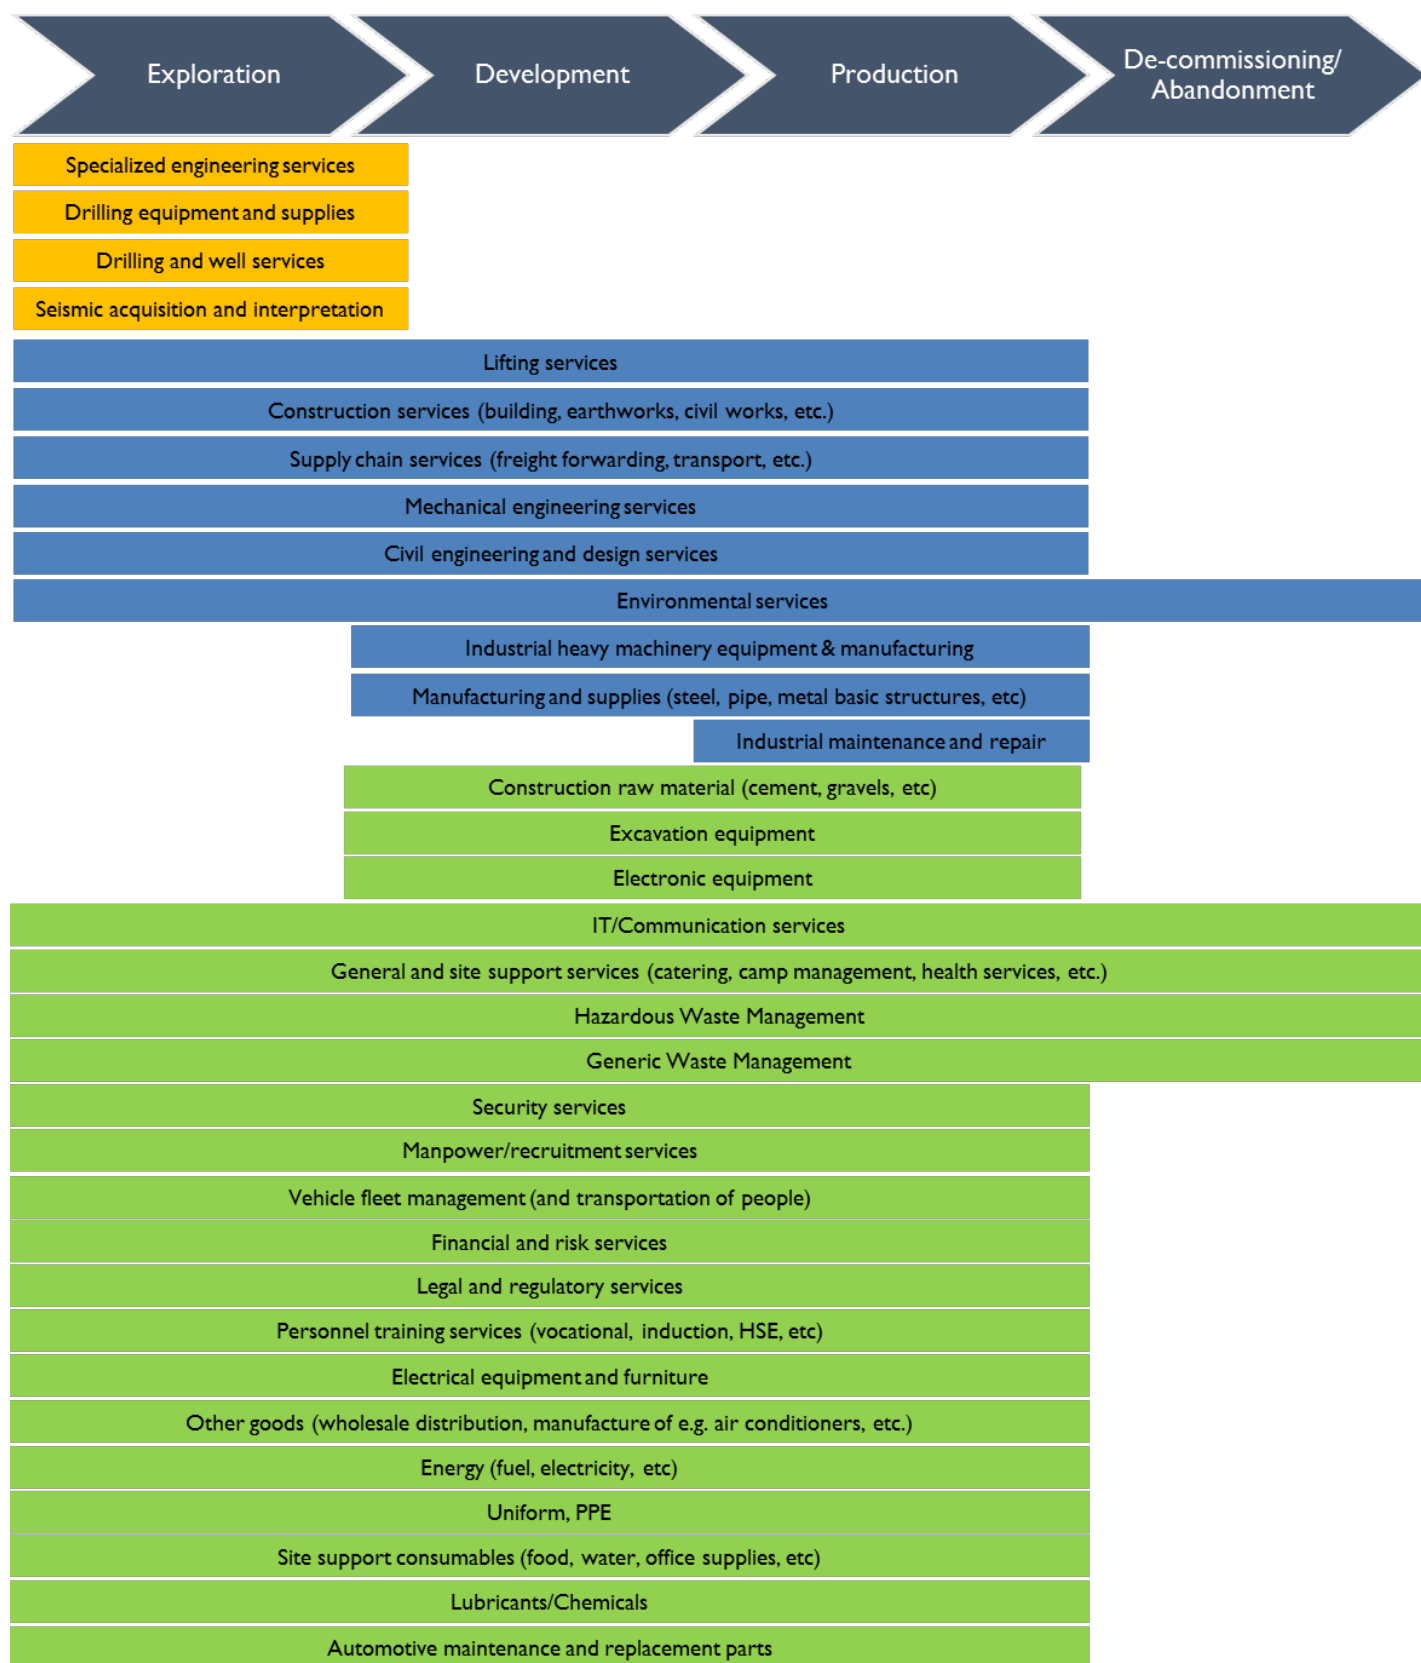 Exploration
Development
Production
De-commissioning/
Abandonment
Specialized engineering services
Drilling equipment and supplies
Drilling and well services
Seismic acquisition and interpretation
Lifting services
Construction services (building, earthworks, civil works, etc.)
Supply chain services (freight forwarding, transport, etc.)
Mechanical engineering services
Civil engineering and design services
Environmental services
Industrial heavy machinery equipment & manufacturing
Manufacturing and supplies (steel, pipe, metal basic structures, etc)
Industrial maintenance and repair
Construction raw material (cement, gravels, etc)
Excavation equipment
Electronic equipment
IT/Communication services
General and site support services (catering, camp management, health services, etc.)
Hazardous Waste Management
Generic Waste Management
Security services
Manpower/recruitment services
Vehicle fleet management (and transportation of people)
Financial and risk services
Legal and regulatory services
Personnel training services (vocational, induction, HSE, etc)
Electrical equipment and furniture
Other goods (wholesale distribution, manufacture of e.g. air conditioners, etc.)
Energy (fuel, electricity, etc)
Uniform, PPE
Site support consumables (food, water, office supplies, etc)
Lubricants/Chemicals
Automotive maintenance and replacement parts